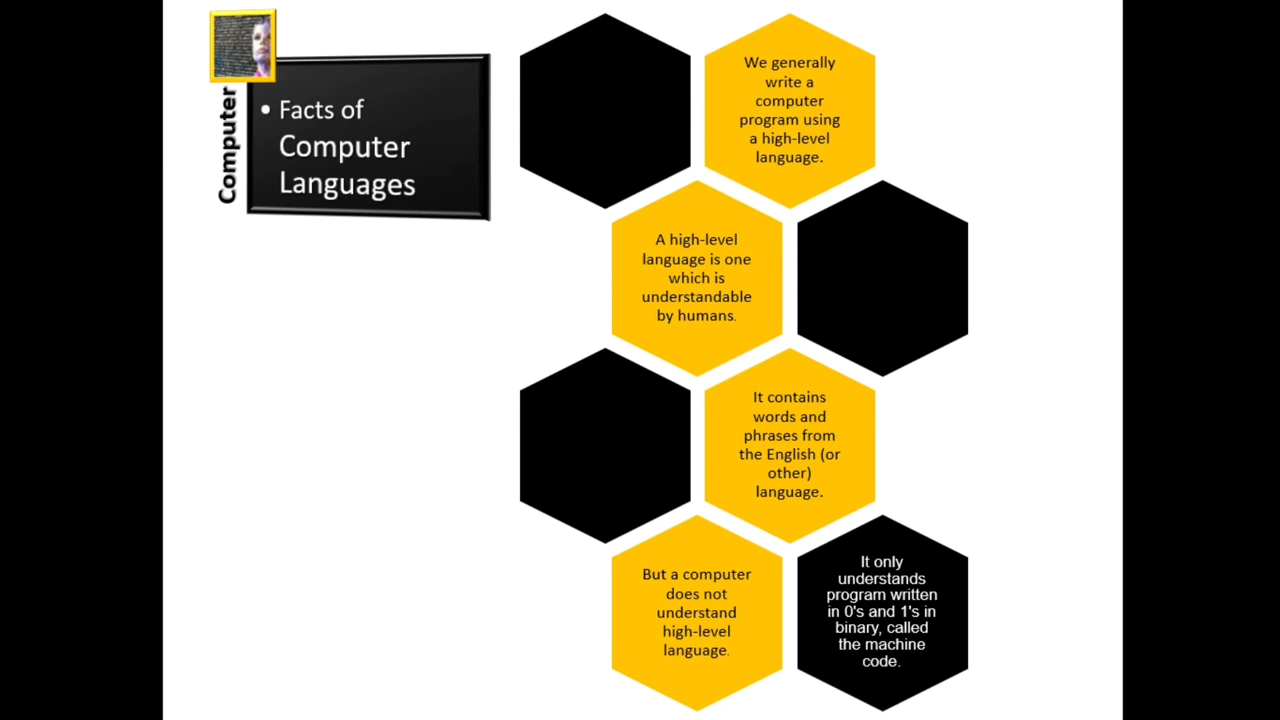 Computer
• Facts of
Computer
Languages
We generally
write a
computer
program using
a high-level
language.
A high-level
language is one
which is
understandable
by humans.
It contains
words and
phrases from
the English (or
other)
language.
But a computer
does not
understand
high-level
language.
It only
understands
program written
in 0's and 1's in
binary, called
the machine
code.